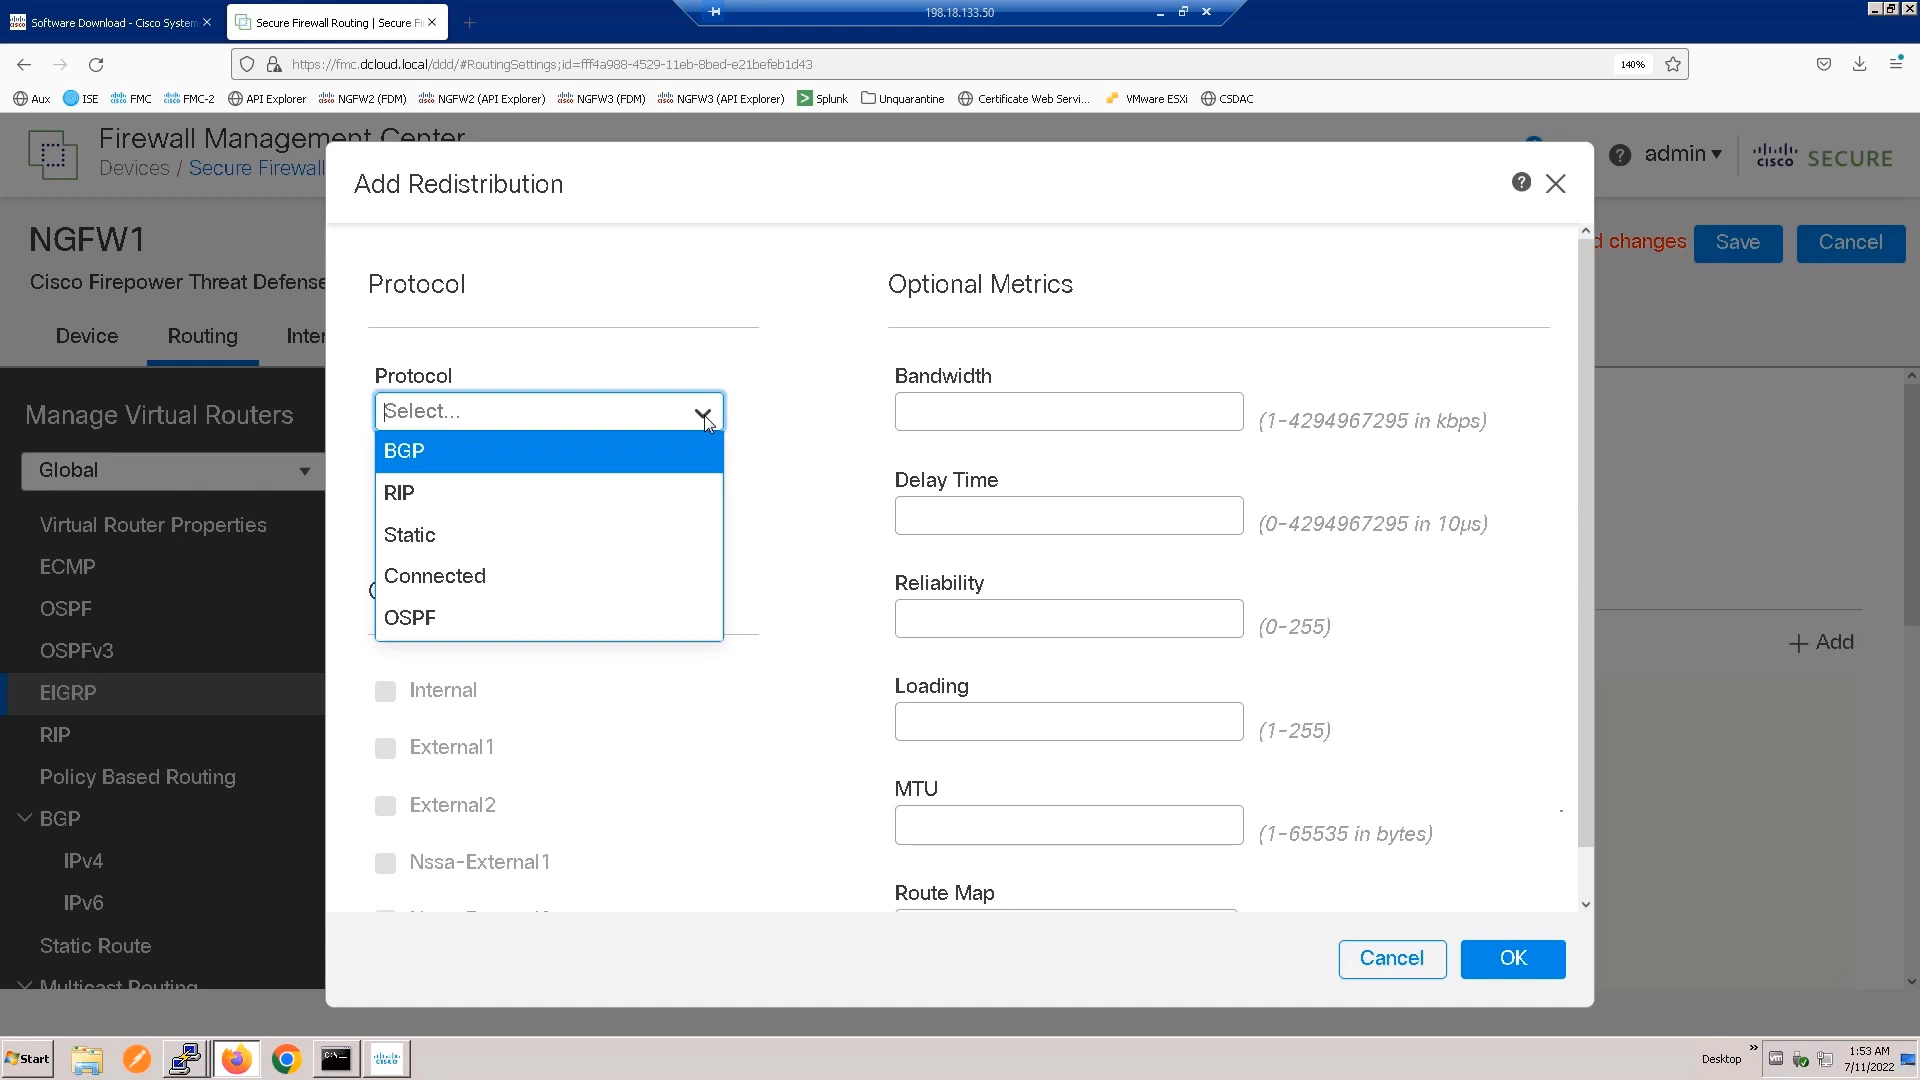 Software Download - Cisco System
Secure Firewall Routing | Secure Fi
198.18.133.50
https://fmc.dcloud.local/ddd/#RoutingSettings;id=fff4a988-4529-11eb-8bed-e21befeb1d43
140%
Aux
ISE
FMC
FMC-2
API Explorer
NGFW2 (FDM)
NGFW2 (API Explorer)
NGFW3 (FDM)
NGFW3 (API Explorer)
Splunk
Unquarantine
Certificate Web Servi...
VMware ESXi
CSDAC
Firewall Management Center
Devices / Secure Firewall
admin
cisco SECURE
NGFW1
Cisco Firepower Threat Defense
d changes
Save
Cancel
Device
Routing
Inter
Manage Virtual Routers
Global
Virtual Router Properties
ECMP
OSPF
OSPFv3
EIGRP
RIP
Policy Based Routing
BGP
IPv4
IPv6
Static Route
Multicast Routing
Add Redistribution
Protocol
Protocol
Select...
BGP
RIP
Static
Connected
OSPF
Internal
External1
External2
Nssa-External1
Optional Metrics
Bandwidth
(1-4294967295 in kbps)
Delay Time
(0-4294967295 in 10µs)
Reliability
(0-255)
Loading
(1-255)
MTU
(1-65535 in bytes)
Route Map
Cancel
OK
+ Add
Start
Desktop
1:53 AM
7/11/2022